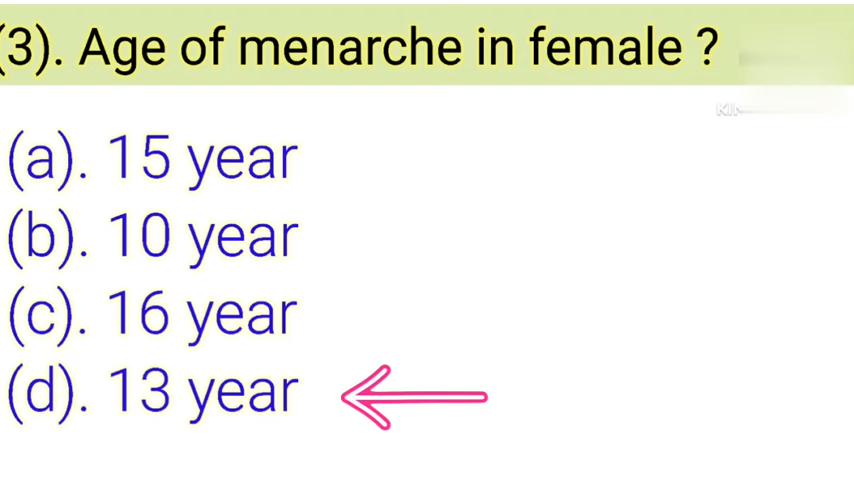 (3). Age of menarche in female ?
(a). 15 year
(b). 10 year
(c). 16 year
(d). 13 year